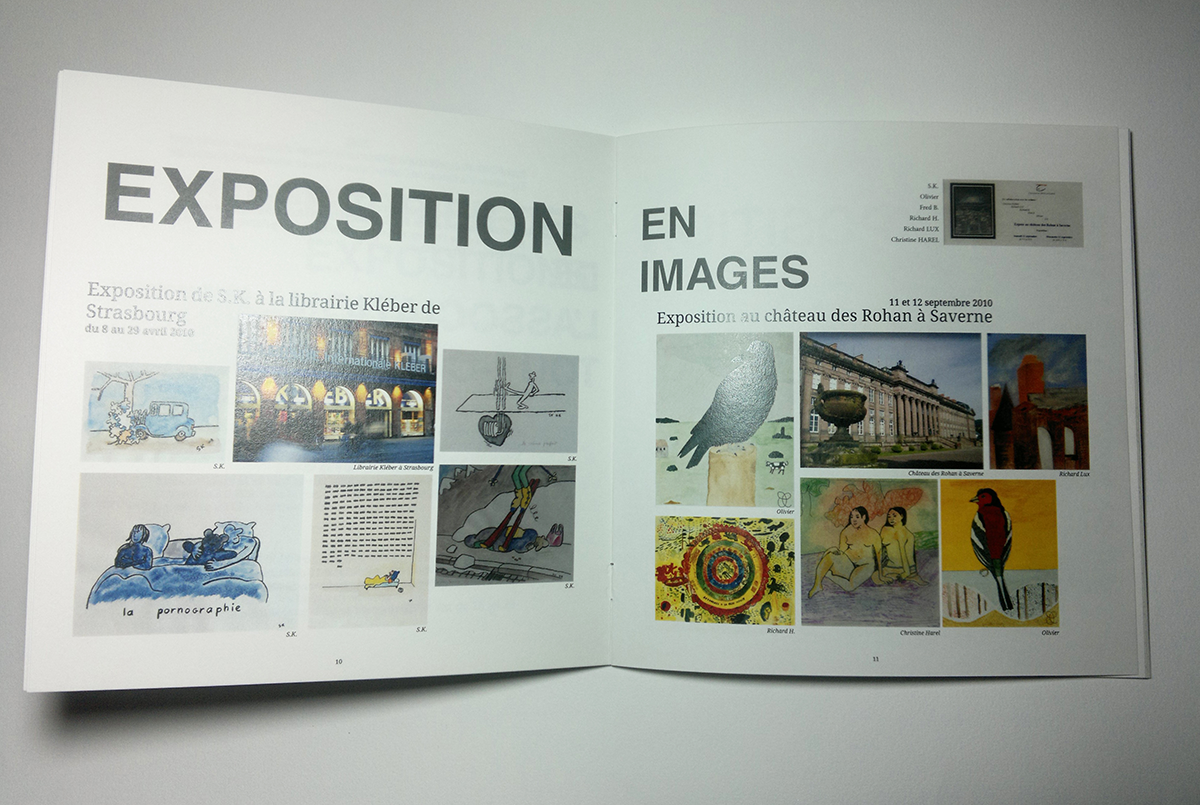 EXPOSITION
Exposition de S.K. à la librairie Kléber de
Strasbourg
du 8 au 29 avril 2010
S.K.
internationale KLÉBER
Librairie Kléber à Strasbourg
S.K.
la pornographie
S.K.
S.K.
S.K.
10
EN
IMAGES
S.K.
Olivier
Fred B.
Richard H.
Richard LUX
Christine HAREL
11 et 12 septembre 2010
Exposition au château des Rohan à Saverne
Olivier
Château des Rohan à Saverne
Richard Lux
Richard H.
Christine Harel
Olivier
11